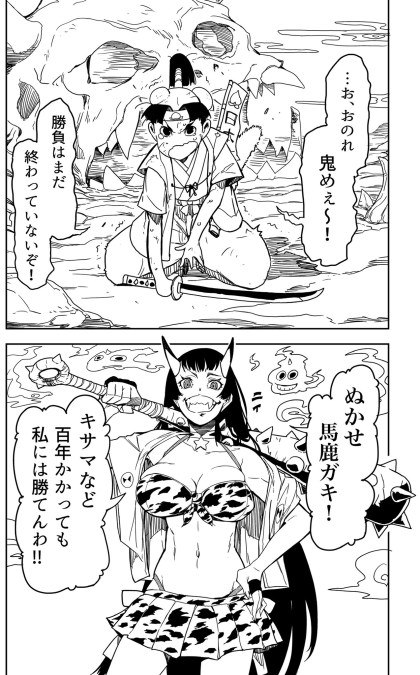 …お、おのれ
鬼めぇ～！
勝負はまだ
終わっていないぞ！
日本
ぬかせ
馬鹿ガキ！
キサマなど
百年かかっても
私には勝てんわ!!